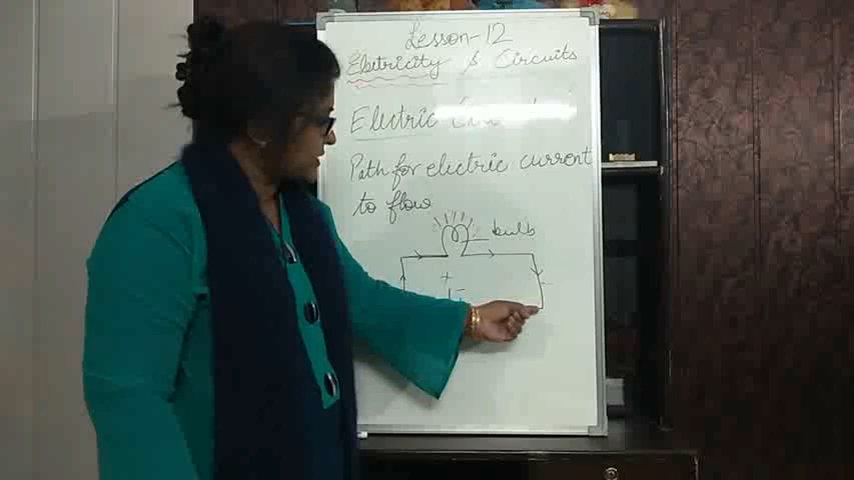 Lesson-12
Electricity & Circuits
Electric
Path for electric current
to flow
bulb
+
-